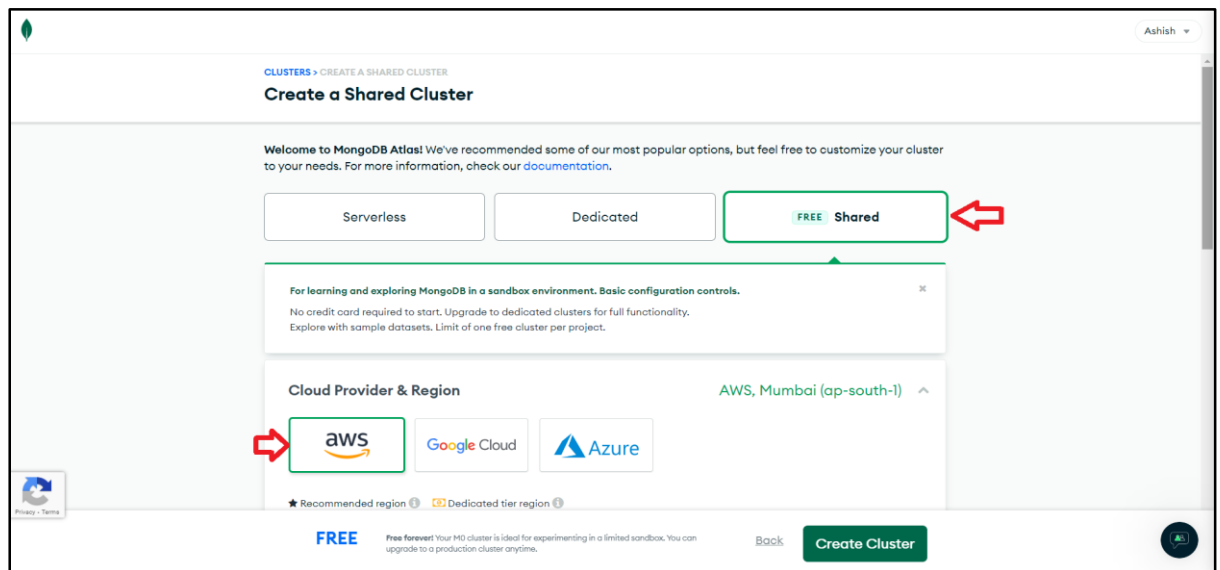 Ashish
CLUSTERS > CREATE A SHARED CLUSTER
Create a Shared Cluster
Welcome to MongoDB Atlas! We've recommended some of our most popular options, but feel free to customize your cluster
to your needs. For more information, check our documentation.
Serverless
Dedicated
FREE Shared
For learning and exploring MongoDB in a sandbox environment. Basic configuration controls.
No credit card required to start. Upgrade to dedicated clusters for full functionality.
Explore with sample datasets. Limit of one free cluster per project.
Cloud Provider & Region
AWS, Mumbai (ap-south-1)
aws
Google Cloud
Azure
Recommended region
Dedicated tier region
Privacy - Terms
FREE
Free forever! Your M0 cluster is ideal for experimenting in a limited sandbox. You can
upgrade to a production cluster anytime.
Back
Create Cluster